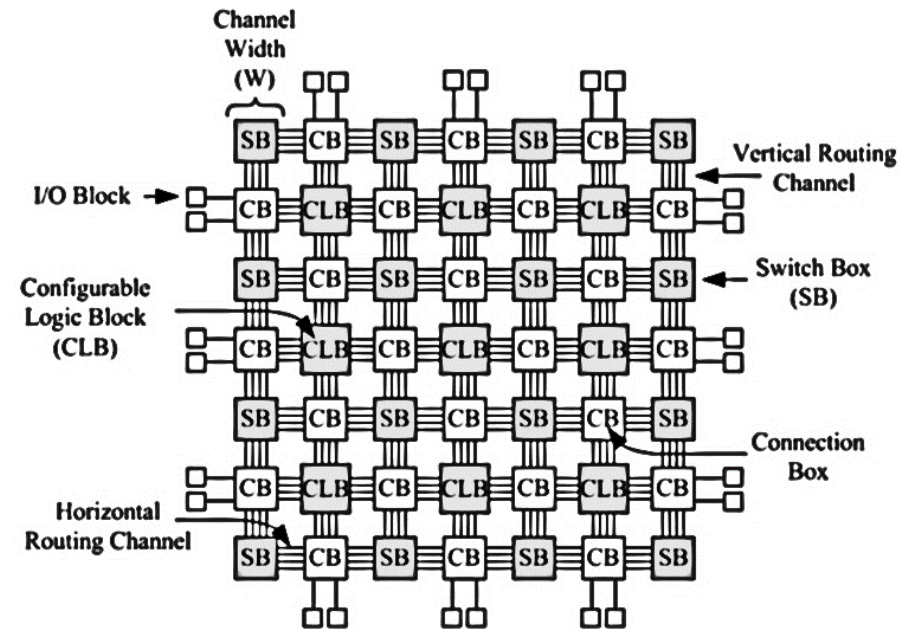 Channel
Width
(W)
SB CB SB CB SB CB SB
Vertical Routing
Channel
I/O Block
CB CLB CB CLB CB CLB CB
SB CB SB CB SB CB SB
Switch Box
(SB)
Configurable
Logic Block
(CLB)
CB CLB CB CLB CB CLB CB
SB CB SB CB SB CB SB
Connection
Box
CB CLB CB CLB CB CLB CB
Horizontal
Routing Channel
SB CB SB CB SB CB SB